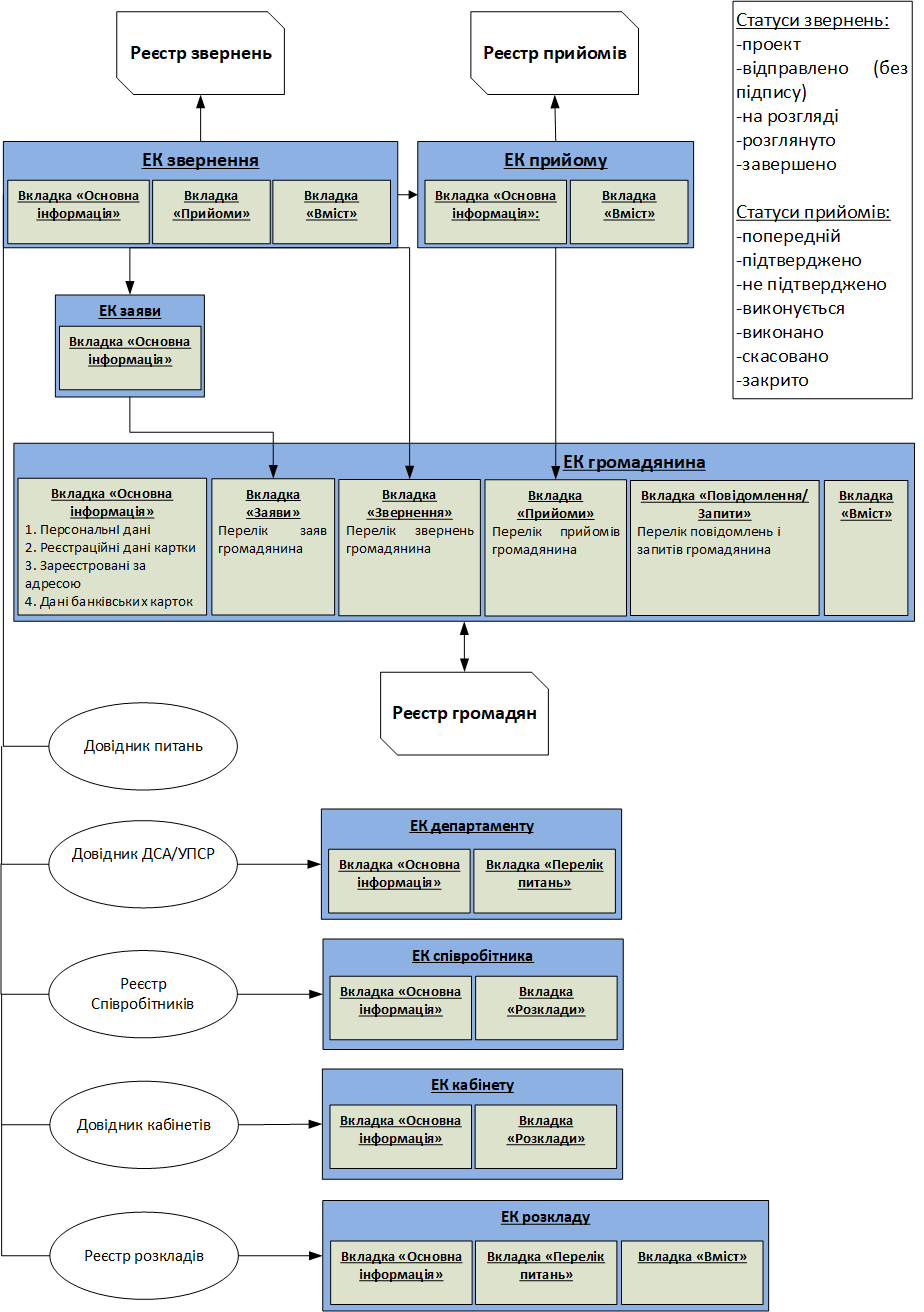 Реєстр звернень
Реєстр прийомів
Статуси звернень:
-проект
-відправлено (без
підпису)
-на розгляді
-розглянуто
-завершено
Статуси прийомів:
-попередній
-підтверджено
-не підтверджено
-виконується
-виконано
-скасовано
-закрито
ЕК звернення
Вкладка «Основна
інформація»
Вкладка
«Прийоми»
Вкладка
«Вміст»
ЕК прийому
Вкладка «Основна
інформація»:
Вкладка
«Вміст»
ЕК заяви
Вкладка «Основна
інформація»
ЕК громадянина
Вкладка «Основна
інформація»
1. Персональні дані
2. Реєстраційні дані картки
3. Зареєстровані за
адресою
4. Дані банківських карток
Вкладка
«Заяви»
Перелік заяв
громадянина
Вкладка
«Звернення»
Перелік звернень
громадянина
Вкладка
«Прийоми»
Перелік прийомів
громадянина
Вкладка «Повідомлення/
Запити»
Перелік повідомлень і
запитів громадянина
Вкладка
«Вміст»
Реєстр громадян
Довідник питань
Довідник ДСА/УПСР
ЕК департаменту
Вкладка «Основна
інформація»
Вкладка «Перелік
питань»
Реєстр
Співробітників
ЕК співробітника
Вкладка «Основна
інформація»
Вкладка
«Розклади»
Довідник кабінетів
ЕК кабінету
Вкладка «Основна
інформація»
Вкладка
«Розклади»
Реєстр розкладів
ЕК розкладу
Вкладка «Основна
інформація»
Вкладка «Перелік
питань»
Вкладка «Вміст»